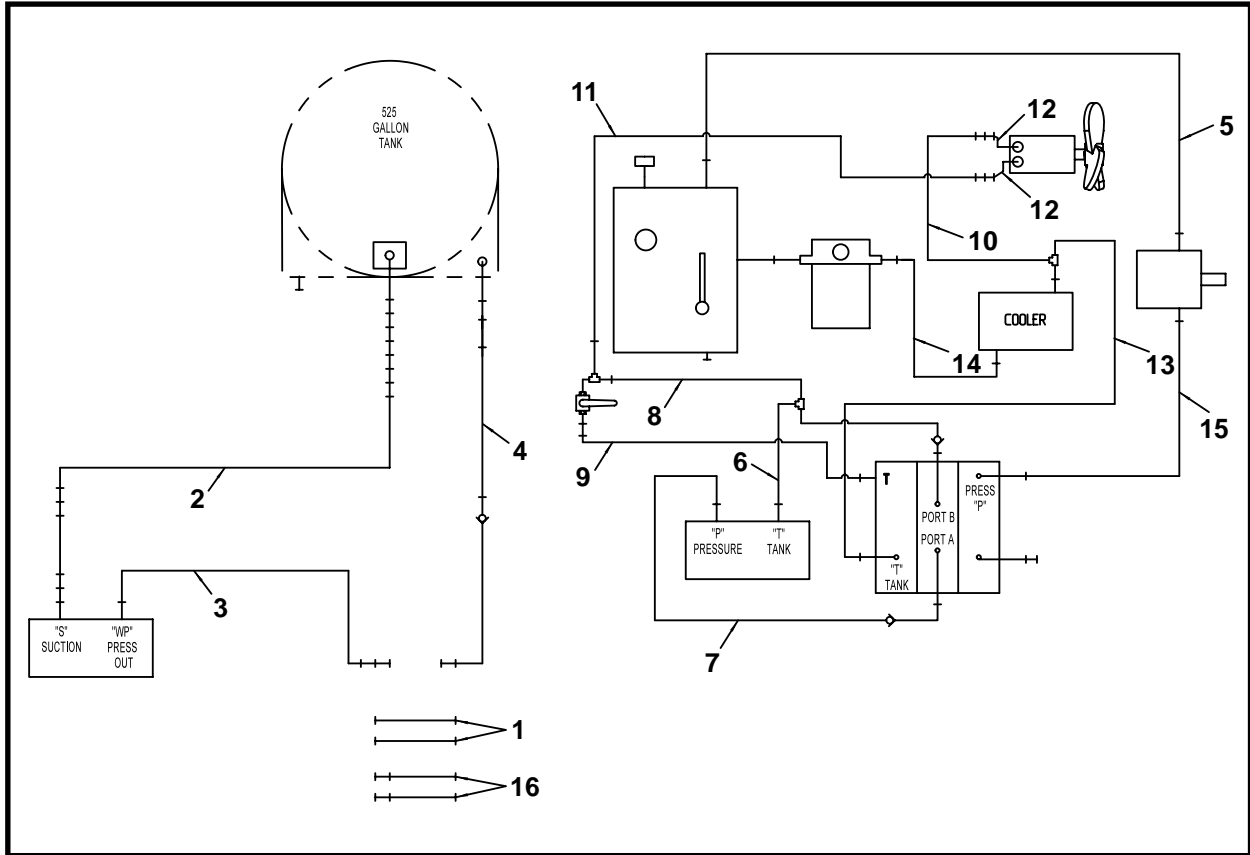 525
GALLON
TANK
11
12
5
12
10
COOLER
14
13
8
4
15
2
9
6
T
PRESS
"P"
PORT B
"P"
PRESSURE
"T"
TANK
PORT A
"T"
TANK
3
"S"
SUCTION
"WP"
PRESS
OUT
7
1
16